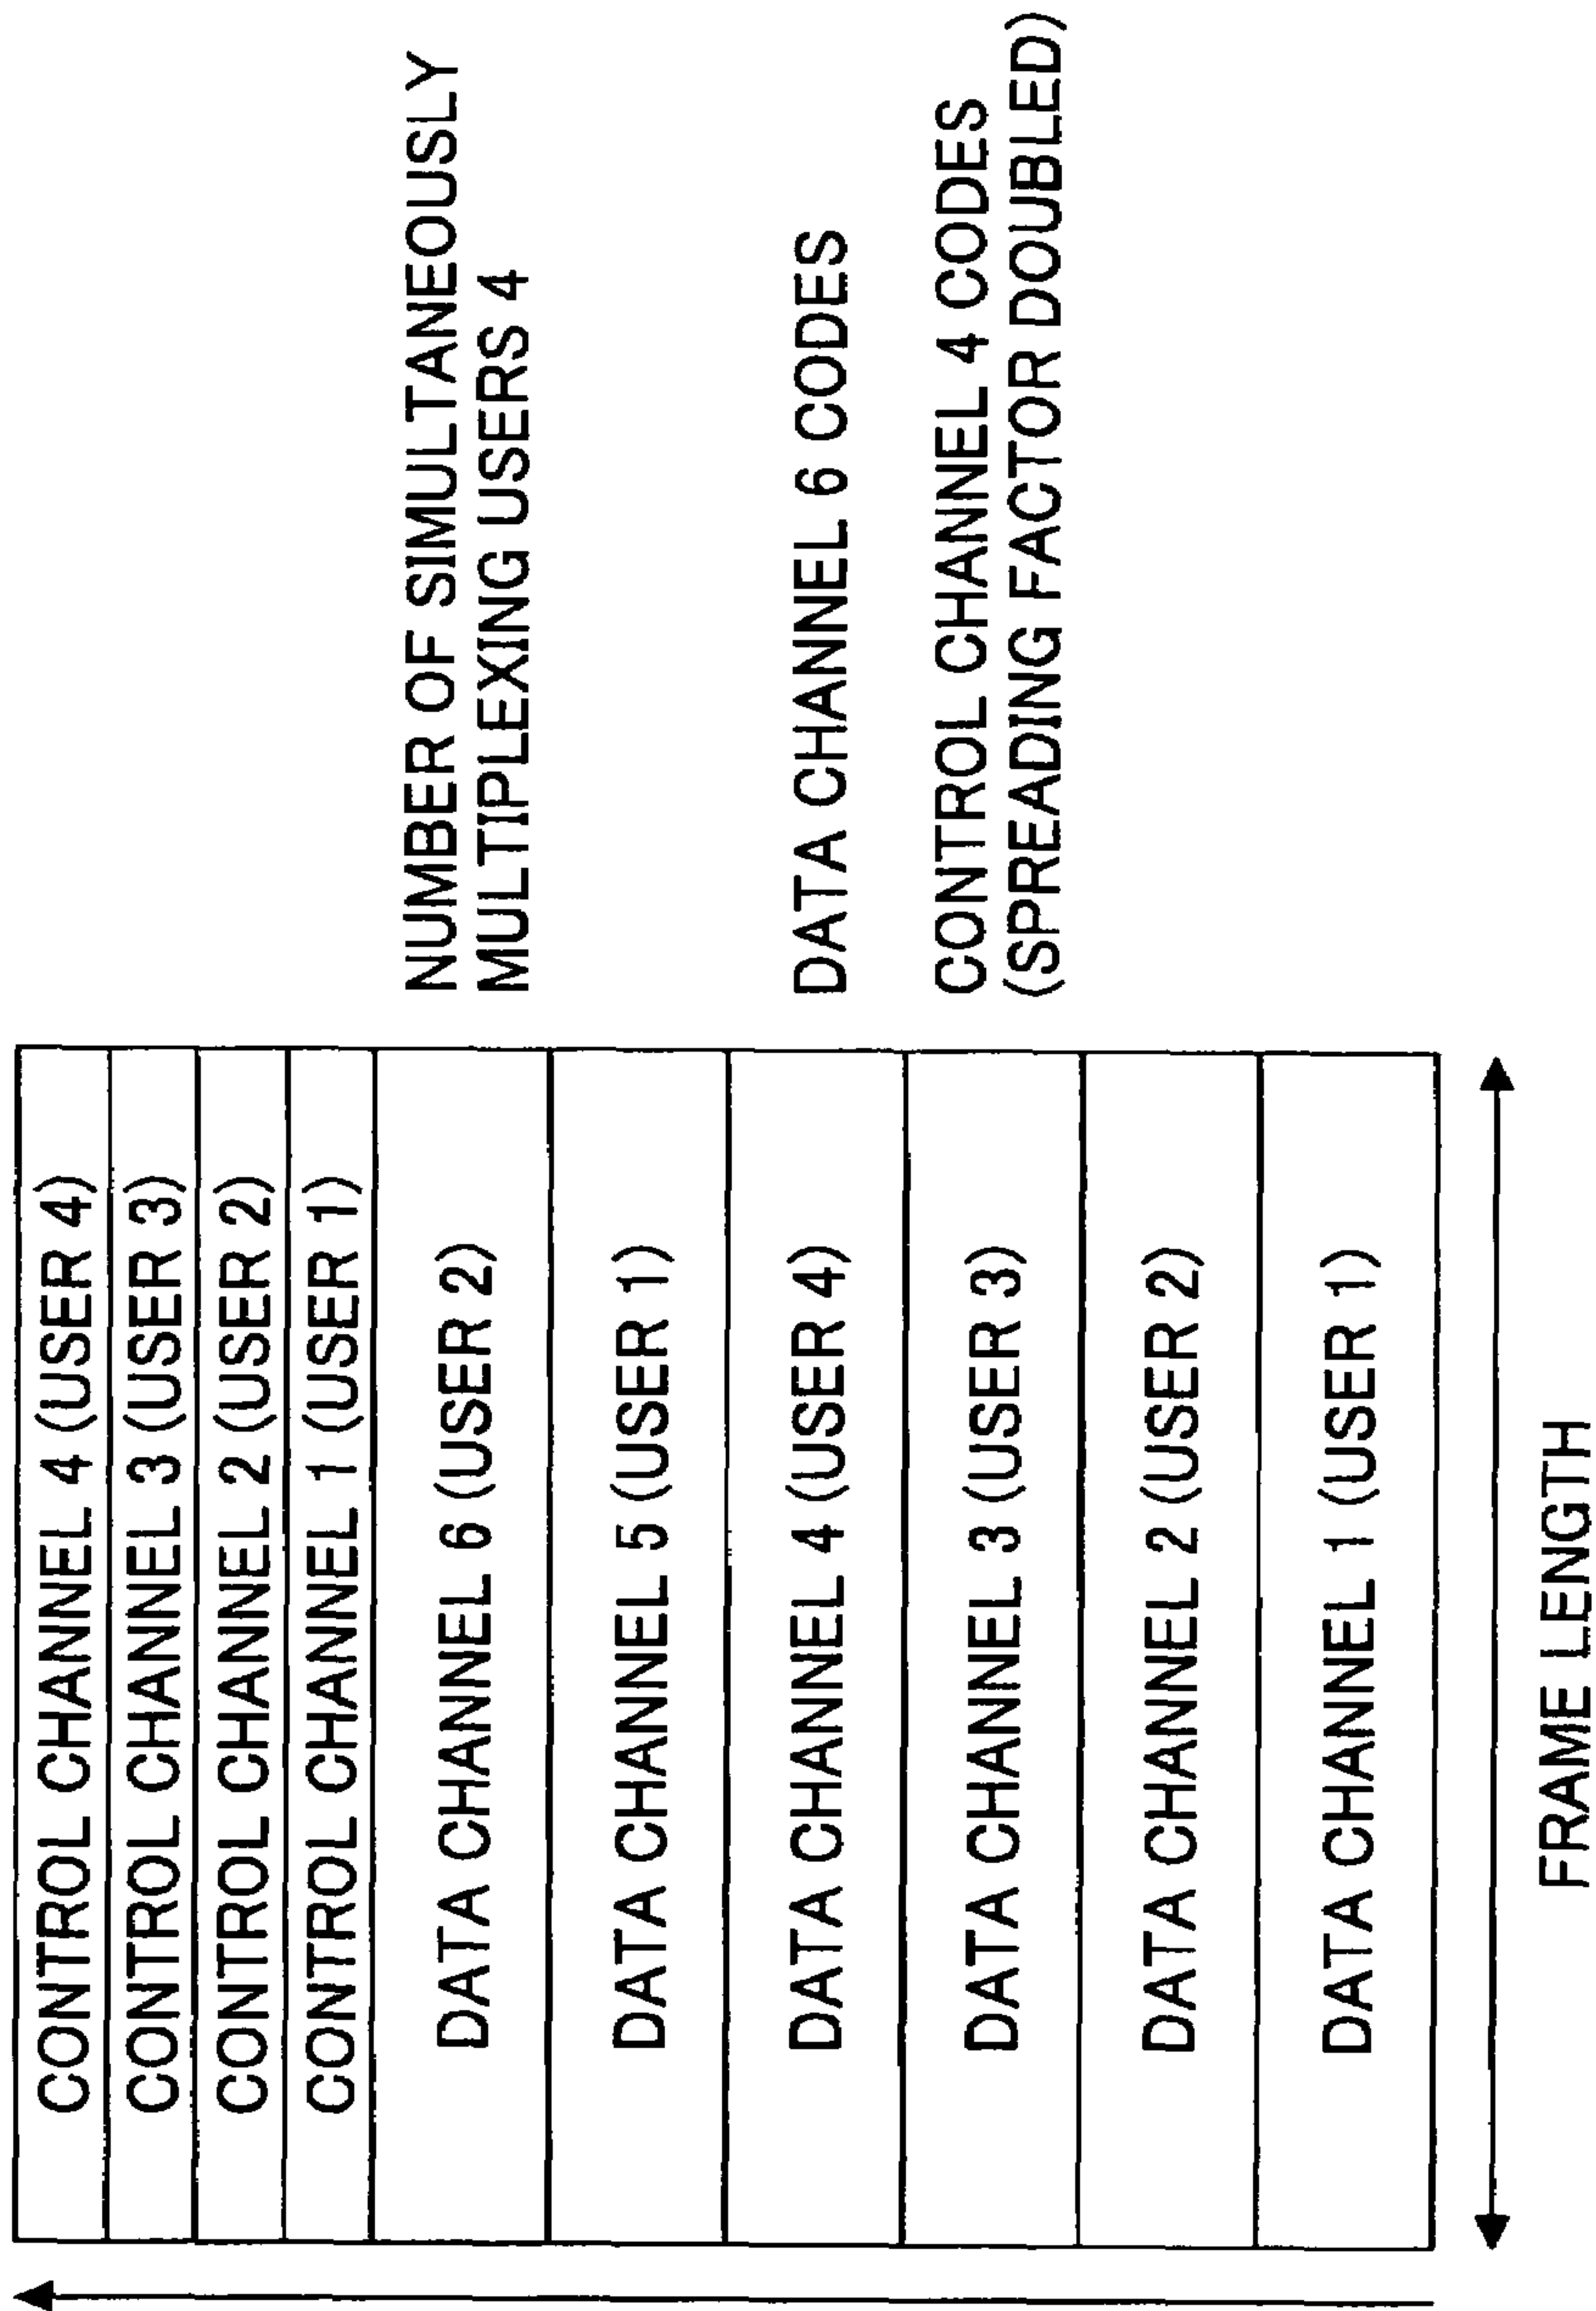 CONTROL CHANNEL 4 (USER 4)
CONTROL CHANNEL 3 (USER 3)
CONTROL CHANNEL 2 (USER 2)
CONTROL CHANNEL 1 (USER 1)
DATA CHANNEL 6 (USER 2)
DATA CHANNEL 5 (USER 1)
DATA CHANNEL 4 (USER 4)
DATA CHANNEL 3 (USER 3)
DATA CHANNEL 2 (USER 2)
DATA CHANNEL 1 (USER 1)
FRAME LENGTH
NUMBER OF SIMULTANEOUSLY
MULTIPLEXING USERS 4
DATA CHANNEL 6 CODES
CONTROL CHANNEL 4 CODES
(SPREADING FACTOR DOUBLED)